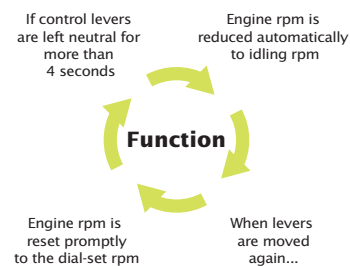 If control levers
are left neutral for
more than
4 seconds
Engine rpm is
reduced automatically
to idling rpm
Function
Engine rpm is
reset promptly
to the dial-set rpm
When levers
are moved
again...